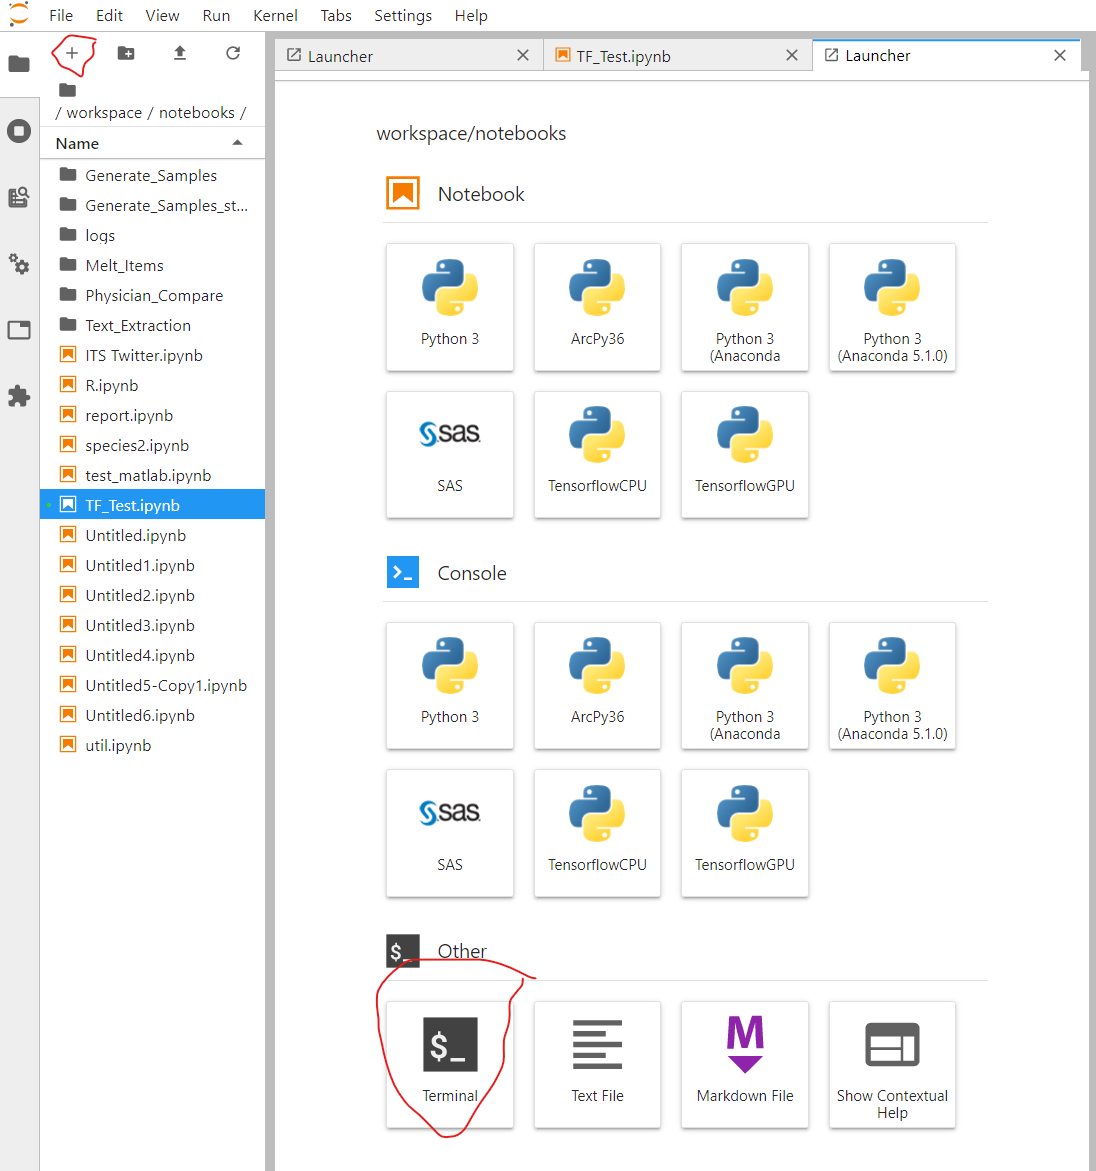 File Edit View Run Kernel Tabs Settings Help
Launcher
TF_Test.ipynb
Launcher
/ workspace / notebooks /
Name
Generate_Samples
Generate_Samples_st...
logs
Melt_Items
Physician_Compare
Text_Extraction
ITS Twitter.ipynb
R.ipynb
report.ipynb
species2.ipynb
test_matlab.ipynb
TF_Test.ipynb
Untitled.ipynb
Untitled1.ipynb
Untitled2.ipynb
Untitled3.ipynb
Untitled4.ipynb
Untitled5-Copy1.ipynb
Untitled6.ipynb
util.ipynb
workspace/notebooks
Notebook
Python 3
ArcPy36
Python 3
(Anaconda
Python 3
(Anaconda 5.1.0)
sas
SAS
TensorflowCPU
TensorflowGPU
>_ Console
Python 3
ArcPy36
Python 3
(Anaconda
Python 3
(Anaconda 5.1.0)
sas
SAS
TensorflowCPU
TensorflowGPU
$_ Other
$_
Terminal
Text File
M
Markdown File
Show Contextual
Help